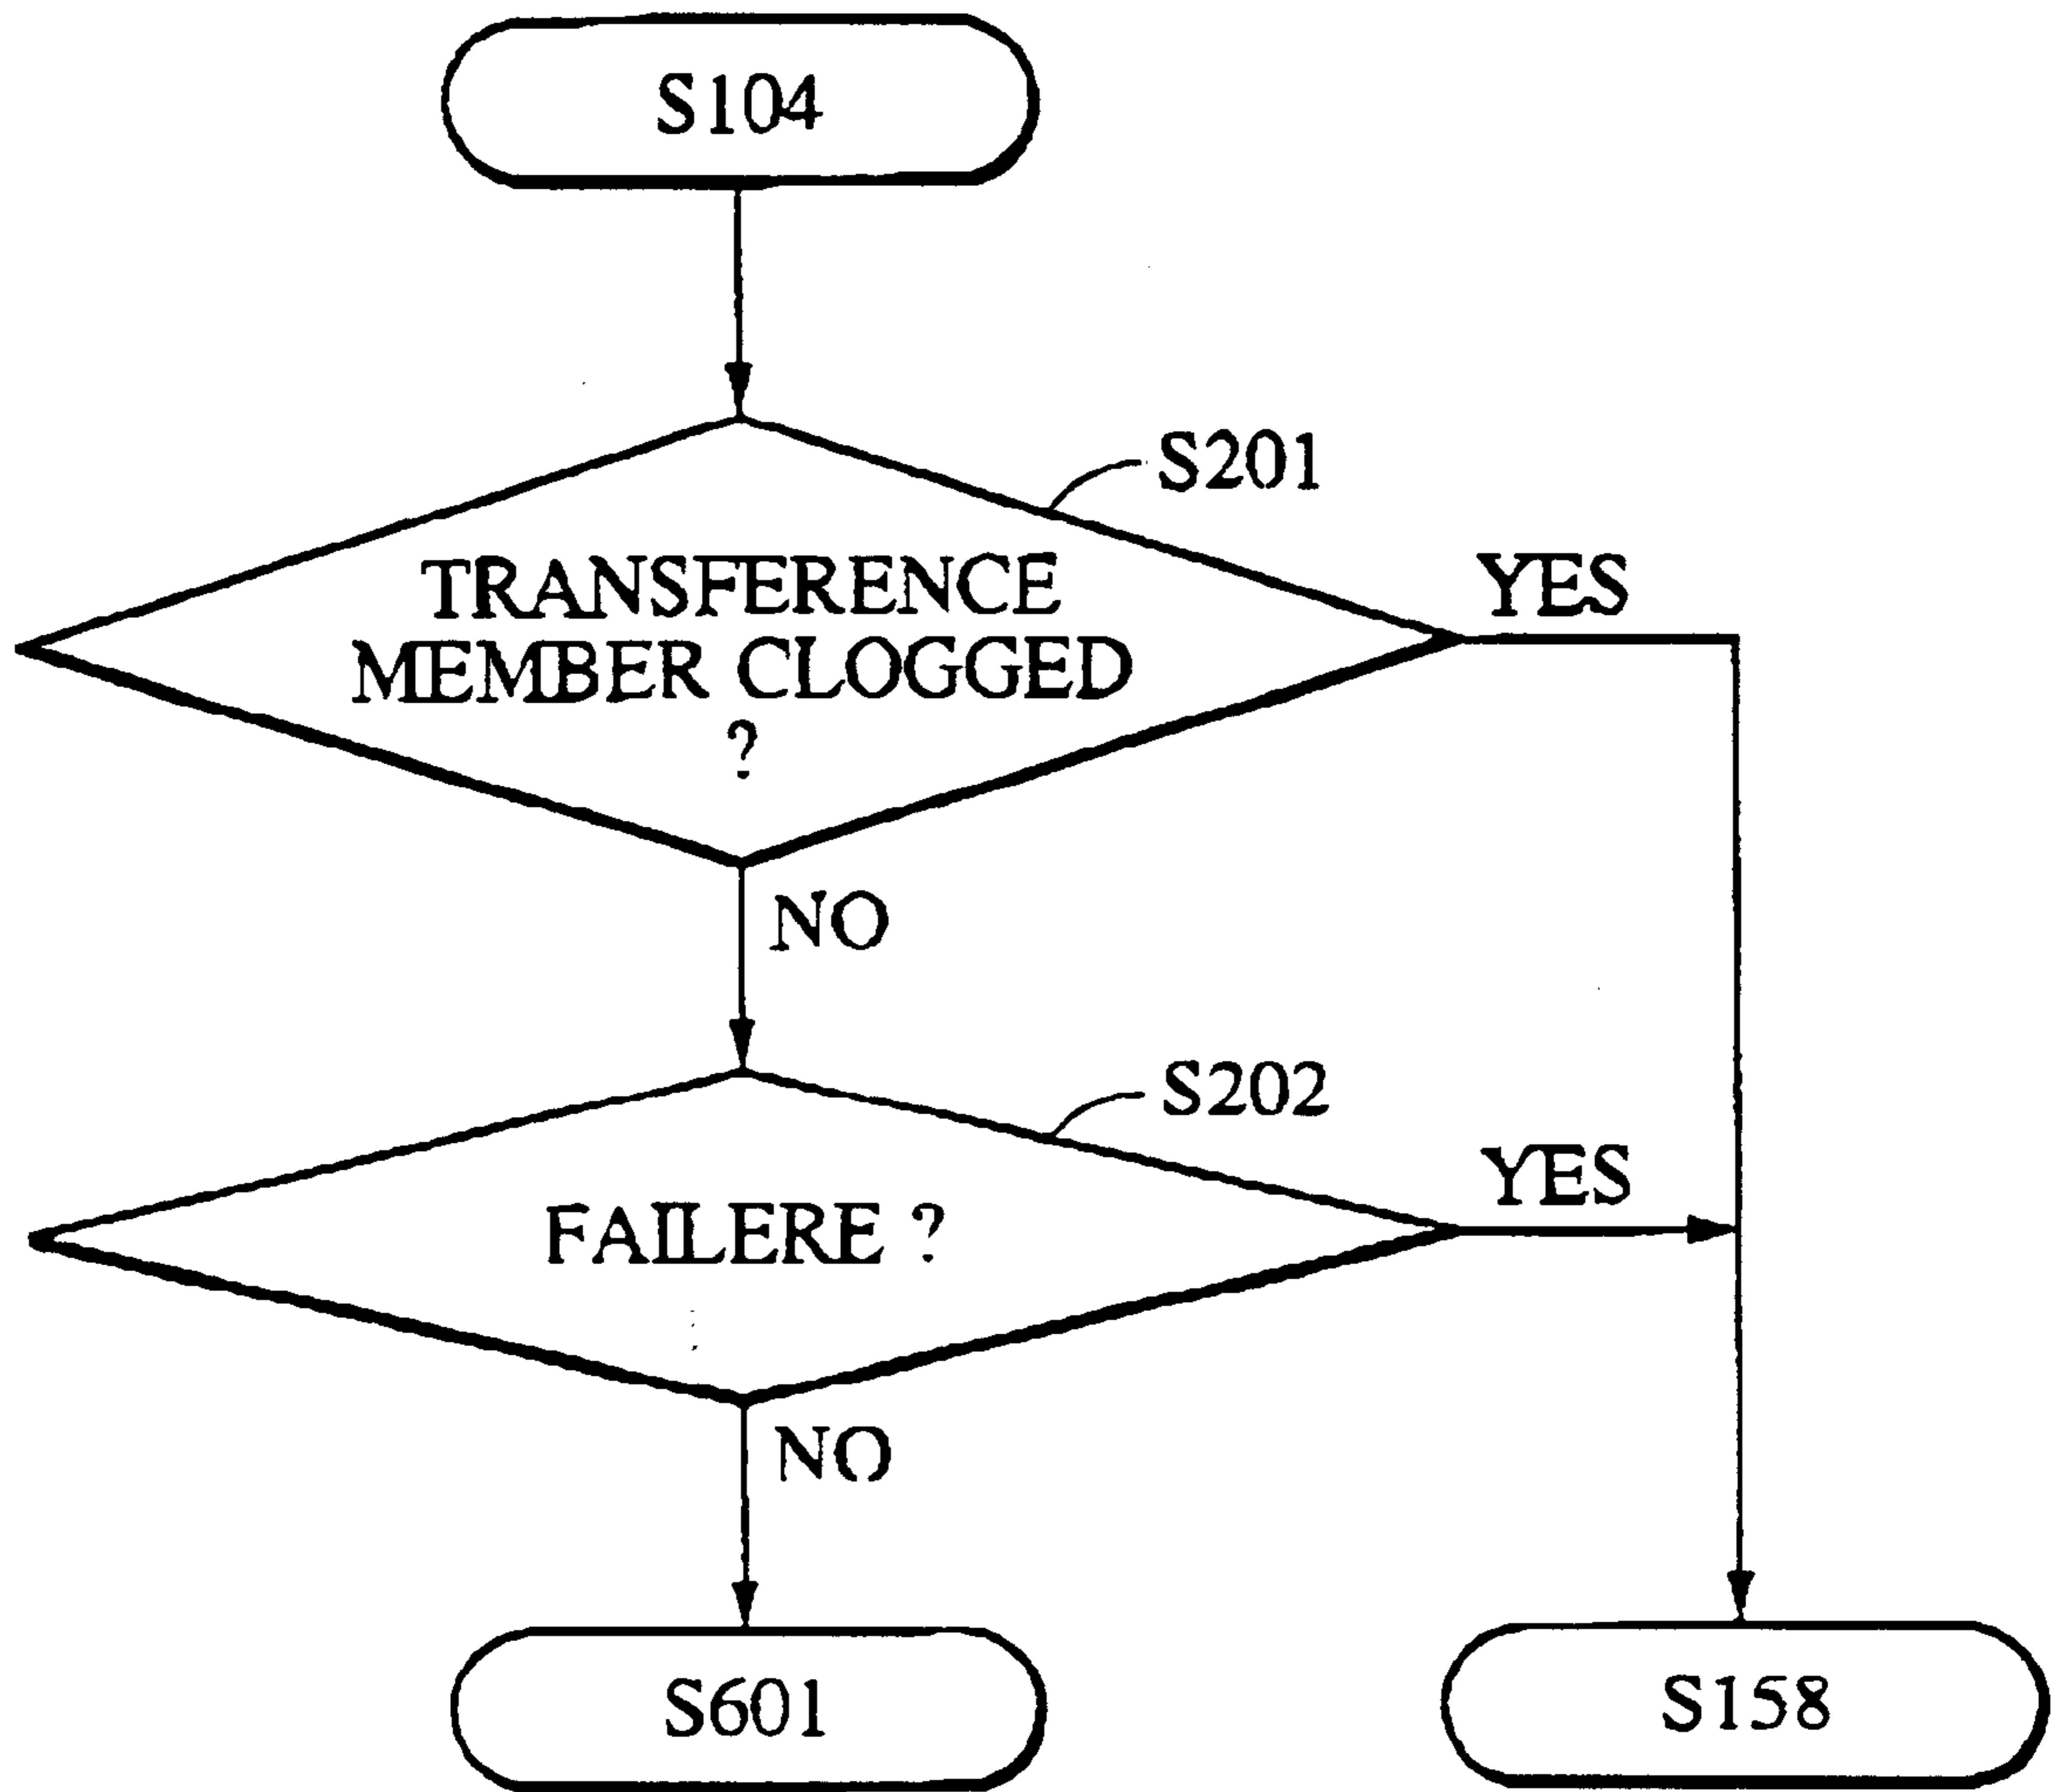 S104
S201
TRANSFERENCE
MEMBER CLOGGED
?
YES
NO
S202
FAILERE ?
YES
NO
S601
S158